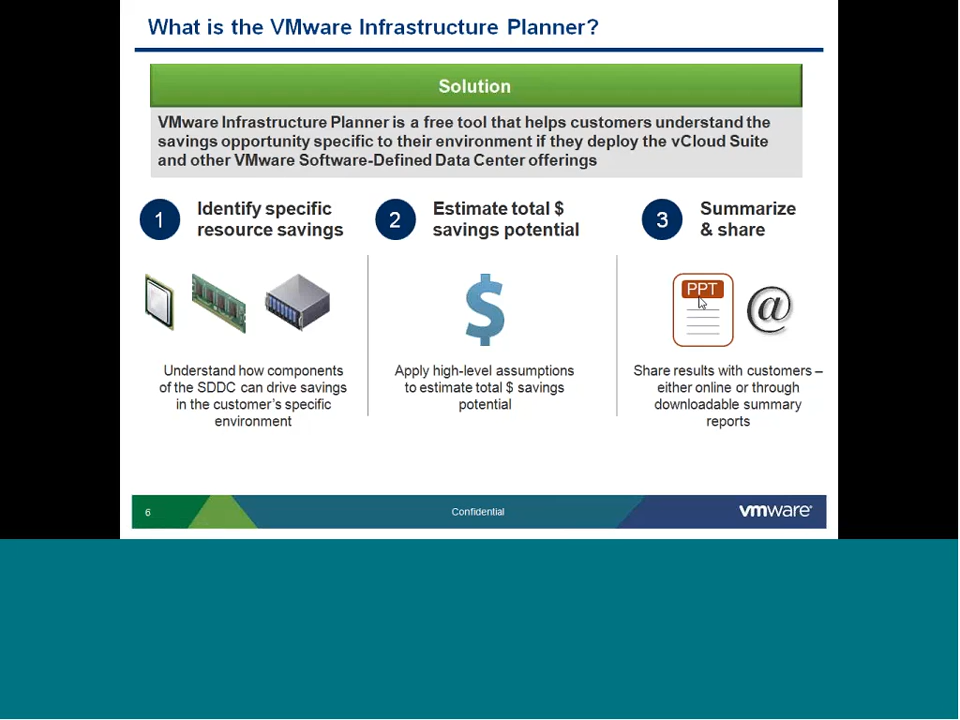 What is the VMware Infrastructure Planner?
Solution
VMware Infrastructure Planner is a free tool that helps customers understand the
savings opportunity specific to their environment if they deploy the vCloud Suite
and other VMware Software-Defined Data Center offerings
1
Identify specific
resource savings
Understand how components
of the SDDC can drive savings
in the customer's specific
environment
2
Estimate total $
savings potential
$
Apply high-level assumptions
to estimate total $ savings
potential
3
Summarize
& share
PPT
@
Share results with customers –
either online or through
downloadable summary
reports
6
Confidential
vmware